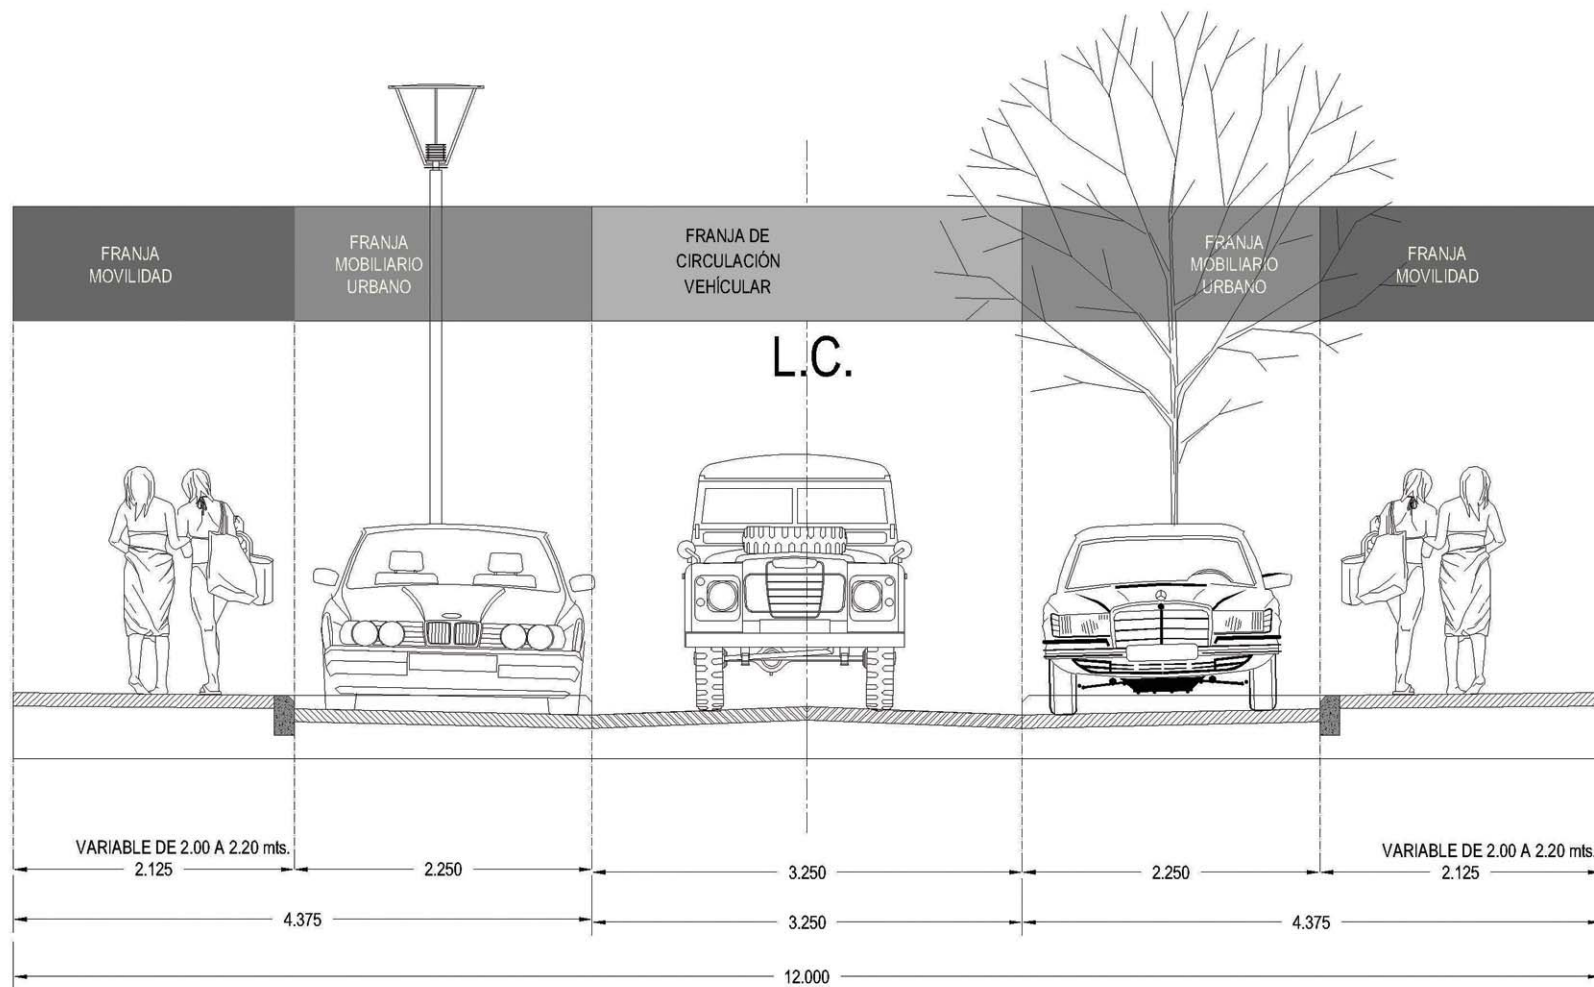 FRANJA
MOVILIDAD
FRANJA
MOBILIARIO
URBANO
FRANJA DE
CIRCULACIÓN
VEHÍCULAR
FRANJA
MOBILIARIO
URBANO
FRANJA
MOVILIDAD
L.C.
VARIABLE DE 2.00 A 2.20 mts.
VARIABLE DE 2.00 A 2.20 mts.
2.125
2.250
3.250
2.250
2.125
4.375
3.250
4.375
12.000